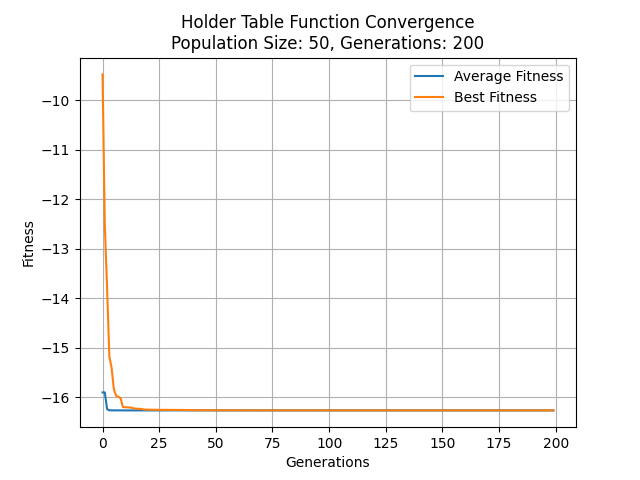 Holder Table Function Convergence
Population Size: 50, Generations: 200
Average Fitness
Best Fitness
−10
−11
−12
−13
−14
−15
−16
Fitness
0 25 50 75 100 125 150 175 200
Generations